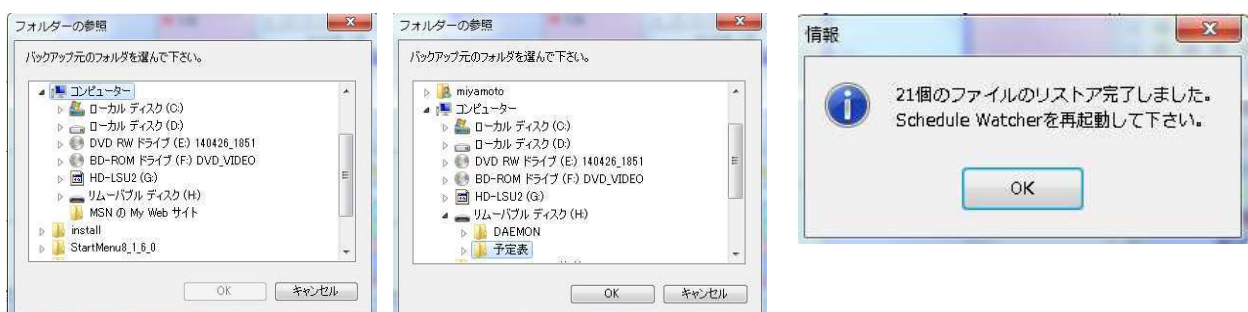 フォルダーの参照
バックアップ元のフォルダを選んで下さい。
コンピューター
ローカル ディスク (C:)
ローカル ディスク (D:)
DVD RW ドライブ (E:) 140426_1851
BD-ROM ドライブ (F:) DVD_VIDEO
HD-LSU2 (G:)
リムーバブル ディスク (H:)
MSN の My Web サイト
install
StartMenu8_1_6_0
OK
キャンセル
フォルダーの参照
バックアップ元のフォルダを選んで下さい。
miyamoto
コンピューター
ローカル ディスク (C:)
ローカル ディスク (D:)
DVD RW ドライブ (E:) 140426_1851
BD-ROM ドライブ (F:) DVD_VIDEO
HD-LSU2 (G:)
リムーバブル ディスク (H:)
DAEMON
予定表
OK
キャンセル
情報
21個のファイルのリストア完了しました。
Schedule Watcherを再起動して下さい。
OK